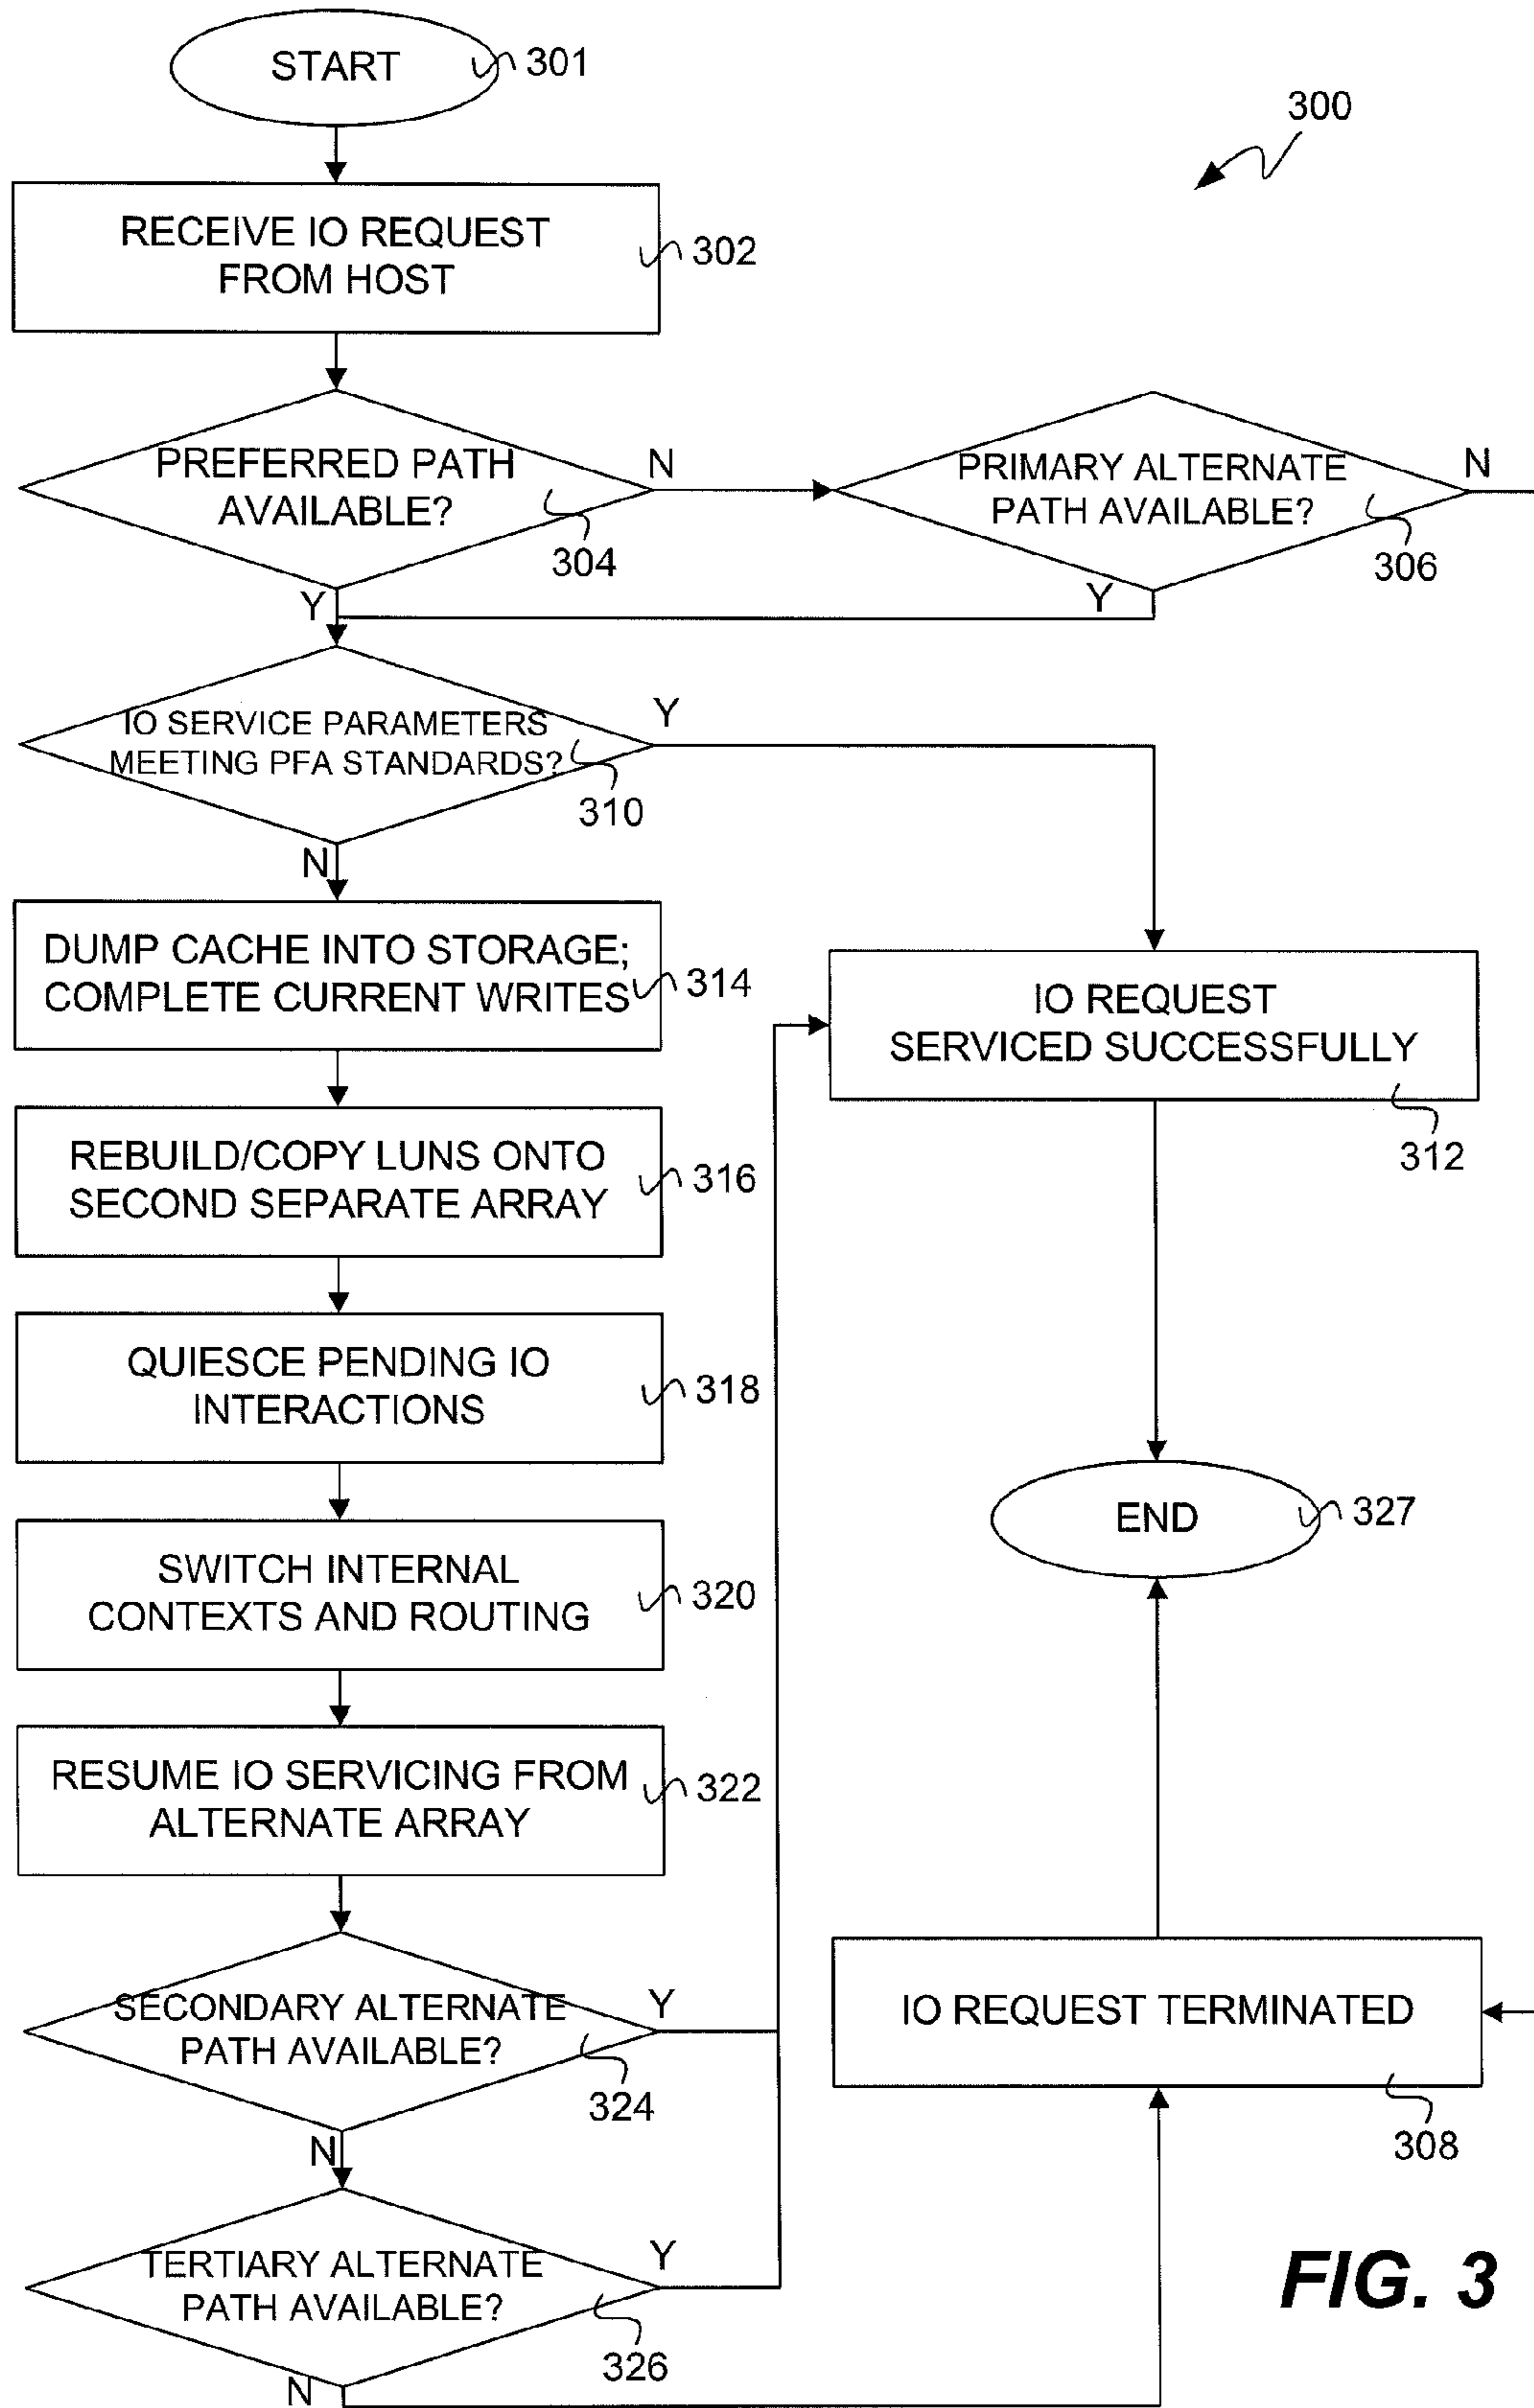 START
301
300
RECEIVE IO REQUEST
FROM HOST
302
PREFERRED PATH
AVAILABLE?
304
N
PRIMARY ALTERNATE
PATH AVAILABLE?
306
N
Y
Y
IO SERVICE PARAMETERS
MEETING PFA STANDARDS?
310
Y
N
DUMP CACHE INTO STORAGE;
COMPLETE CURRENT WRITES
314
IO REQUEST
SERVICED SUCCESSFULLY
312
REBUILD/COPY LUNS ONTO
SECOND SEPARATE ARRAY
316
QUIESCE PENDING IO
INTERACTIONS
318
SWITCH INTERNAL
CONTEXTS AND ROUTING
320
END
327
RESUME IO SERVICING FROM
ALTERNATE ARRAY
322
SECONDARY ALTERNATE
PATH AVAILABLE?
324
Y
N
IO REQUEST TERMINATED
308
TERTIARY ALTERNATE
PATH AVAILABLE?
326
Y
N
FIG. 3